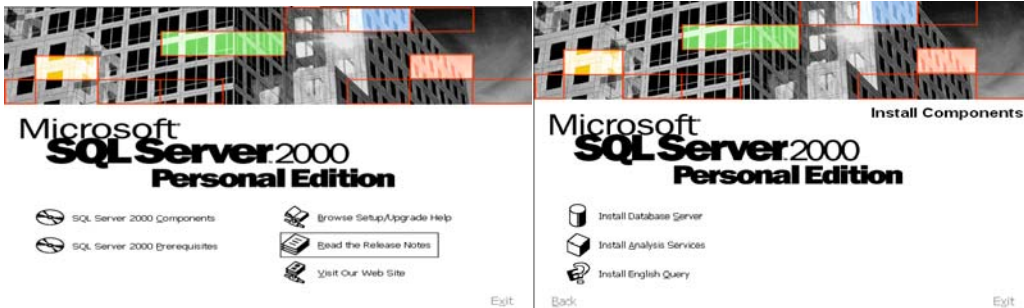 Microsoft
SQL Server 2000
Personal Edition
SQL Server 2000 Components
SQL Server 2000 Prerequisites
Browse Setup/Upgrade Help
Read the Release Notes
Visit Our Web Site
Exit
Install Components
Microsoft
SQL Server 2000
Personal Edition
Install Database Server
Install Analysis Services
Install English Query
Back
Exit